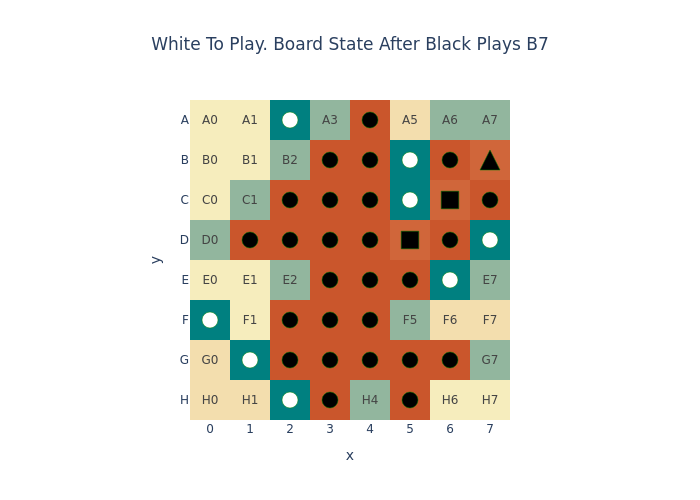 White To Play. Board State After Black Plays B7
A A0 A1 A3 A5 A6 A7
B B0 B1 B2
C C0 C1
D D0
E E0 E1 E2 E7
F F1 F5 F6 F7
G G0 G7
H H0 H1 H4 H6 H7
0 1 2 3 4 5 6 7
x
y